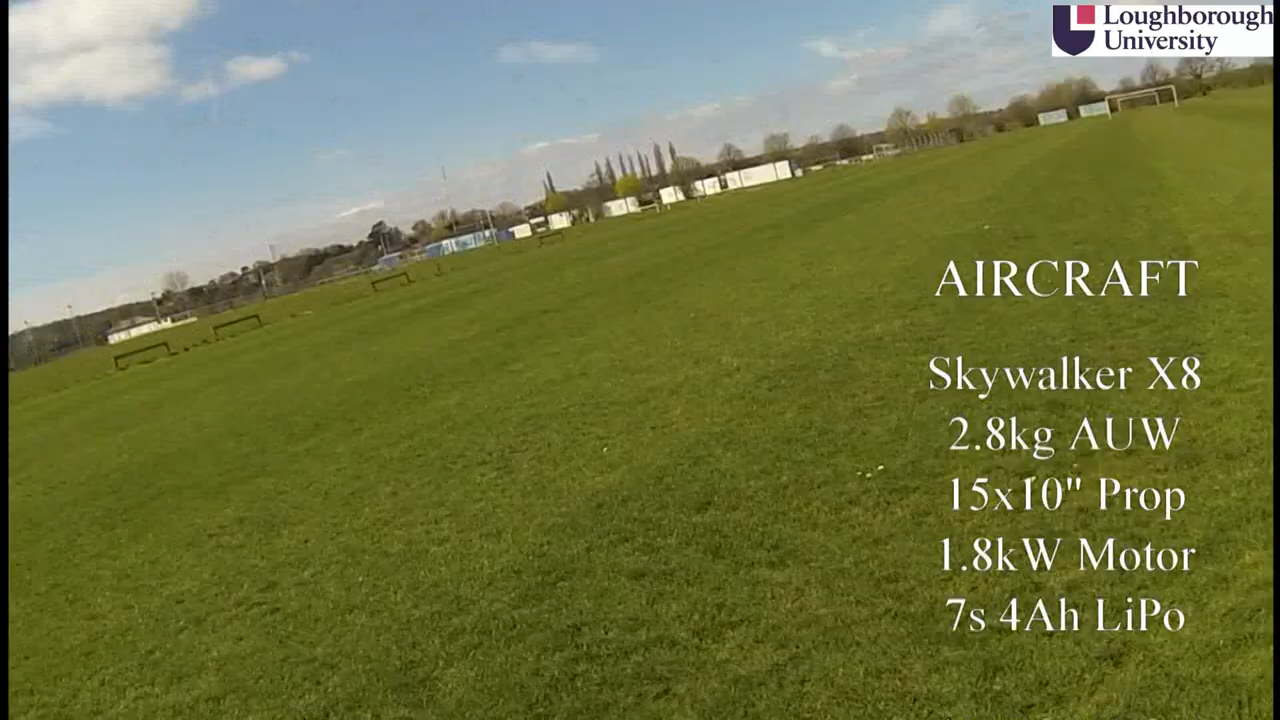 Loughborough
University
AIRCRAFT
Skywalker X8
2.8kg AUW
15x10" Prop
1.8kW Motor
7s 4Ah LiPo